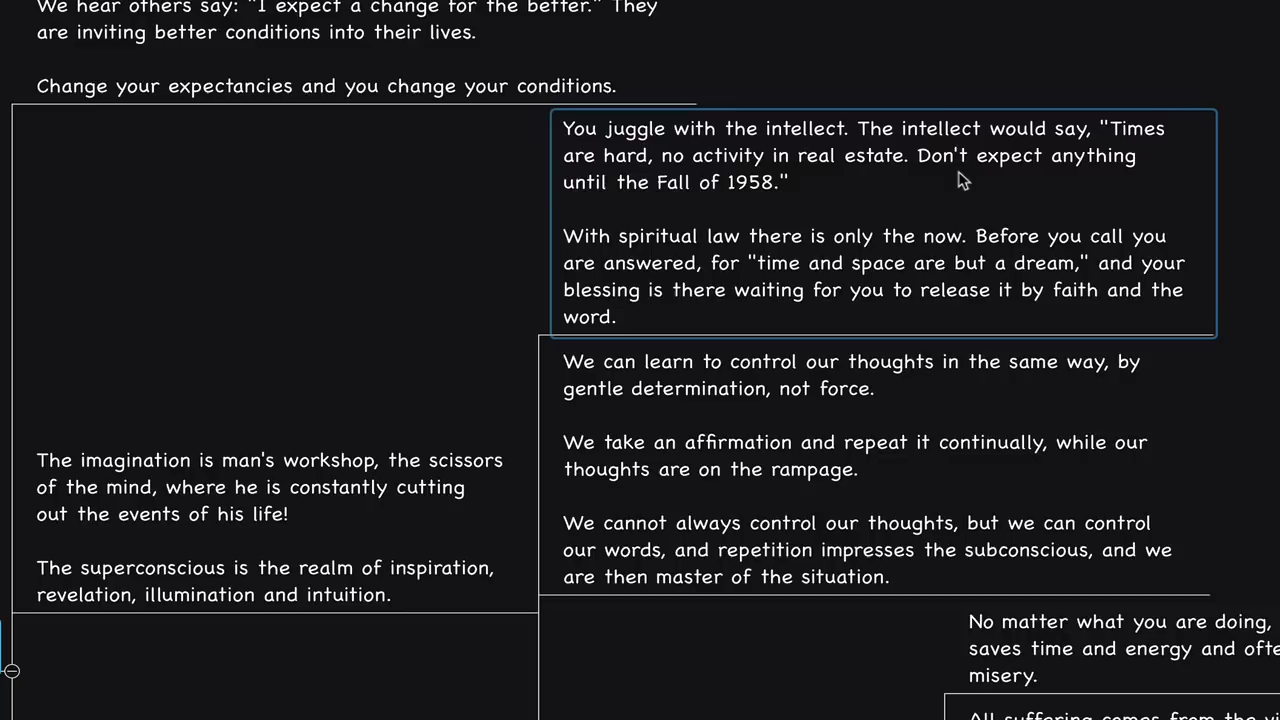 We hear others say: "I expect a change for the better." They
are inviting better conditions into their lives.
Change your expectancies and you change your conditions.
You juggle with the intellect. The intellect would say, "Times
are hard, no activity in real estate. Don't expect anything
until the Fall of 1958."
With spiritual law there is only the now. Before you call you
are answered, for "time and space are but a dream," and your
blessing is there waiting for you to release it by faith and the
word.
We can learn to control our thoughts in the same way, by
gentle determination, not force.
We take an affirmation and repeat it continually, while our
thoughts are on the rampage.
We cannot always control our thoughts, but we can control
our words, and repetition impresses the subconscious, and we
are then master of the situation.
The imagination is man's workshop, the scissors
of the mind, where he is constantly cutting
out the events of his life!
The superconscious is the realm of inspiration,
revelation, illumination and intuition.
No matter what you are doing,
saves time and energy and ofte
misery.
All suffering comes from the vi